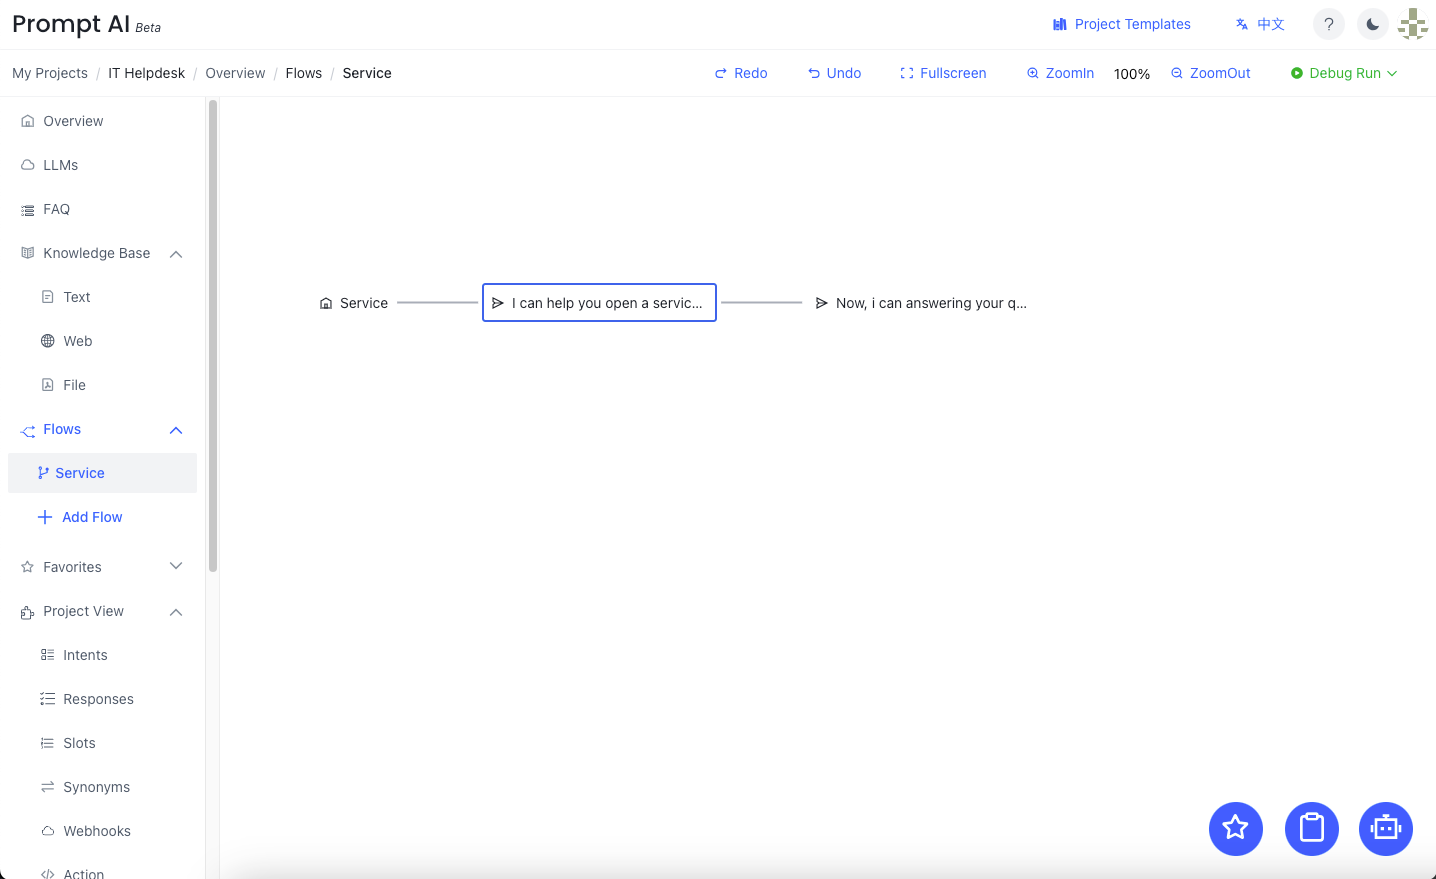 Prompt AI Beta
Project Templates
中文
?
My Projects / IT Helpdesk / Overview / Flows / Service
Redo
Undo
Fullscreen
ZoomIn
100%
ZoomOut
Debug Run
Overview
LLMs
FAQ
Knowledge Base
Text
Web
File
Flows
Service
Add Flow
Favorites
Project View
Intents
Responses
Slots
Synonyms
Webhooks
Action
Service
I can help you open a servic...
Now, i can answering your q...